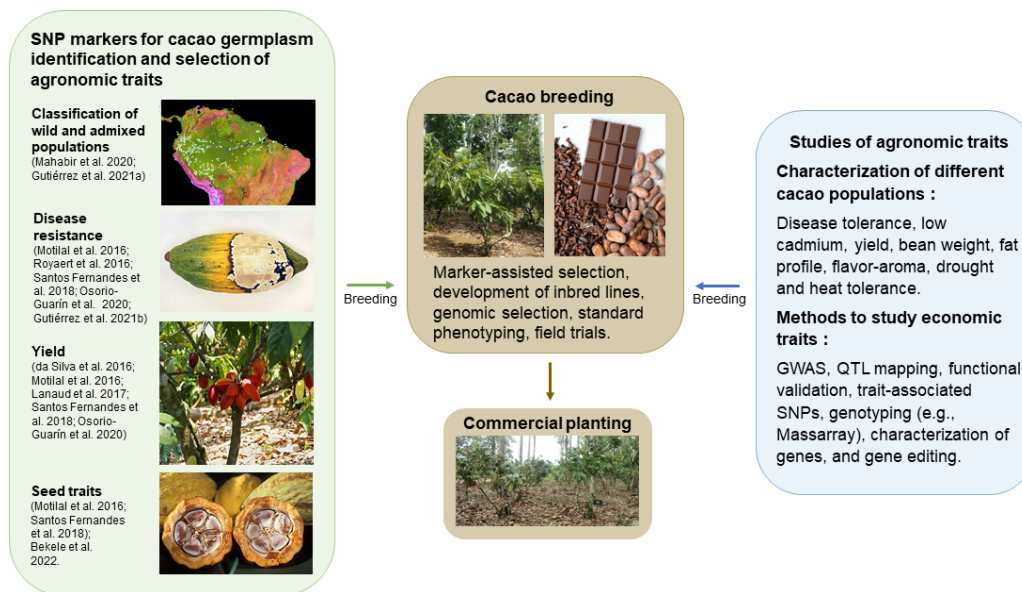 SNP markers for cacao germplasm
identification and selection of
agronomic traits
Classification of
wild and admixed
populations
(Mahabir et al. 2020;
Gutiérrez et al. 2021a)
Disease
resistance
(Motilal et al. 2016;
Royaert et al. 2016;
Santos Fernandes et
al. 2018; Osorio-
Guarín et al.  2020;
Gutiérrez et al. 2021b)
Yield
(da Silva et al. 2016;
Motilal et al. 2016;
Lanaud et al. 2017;
Santos Fernandes et
al. 2018; Osorio-
Guarín et al. 2020)
Seed traits
(Motilal et al. 2016;
Santos Fernandes
et al. 2018);
Bekele et al.
2022.
Breeding
Cacao breeding
Marker-assisted selection,
development of inbred lines,
genomic selection, standard
phenotyping, field trials.
Commercial planting
Breeding
Studies of agronomic traits
Characterization of different
cacao populations :
Disease tolerance, low
cadmium, yield, bean weight, fat
profile, flavor-aroma, drought
and heat tolerance.
Methods to study economic
traits :
GWAS, QTL mapping, functional
validation, trait-associated
SNPs, genotyping (e.g.,
Massarray), characterization of
genes, and gene editing.